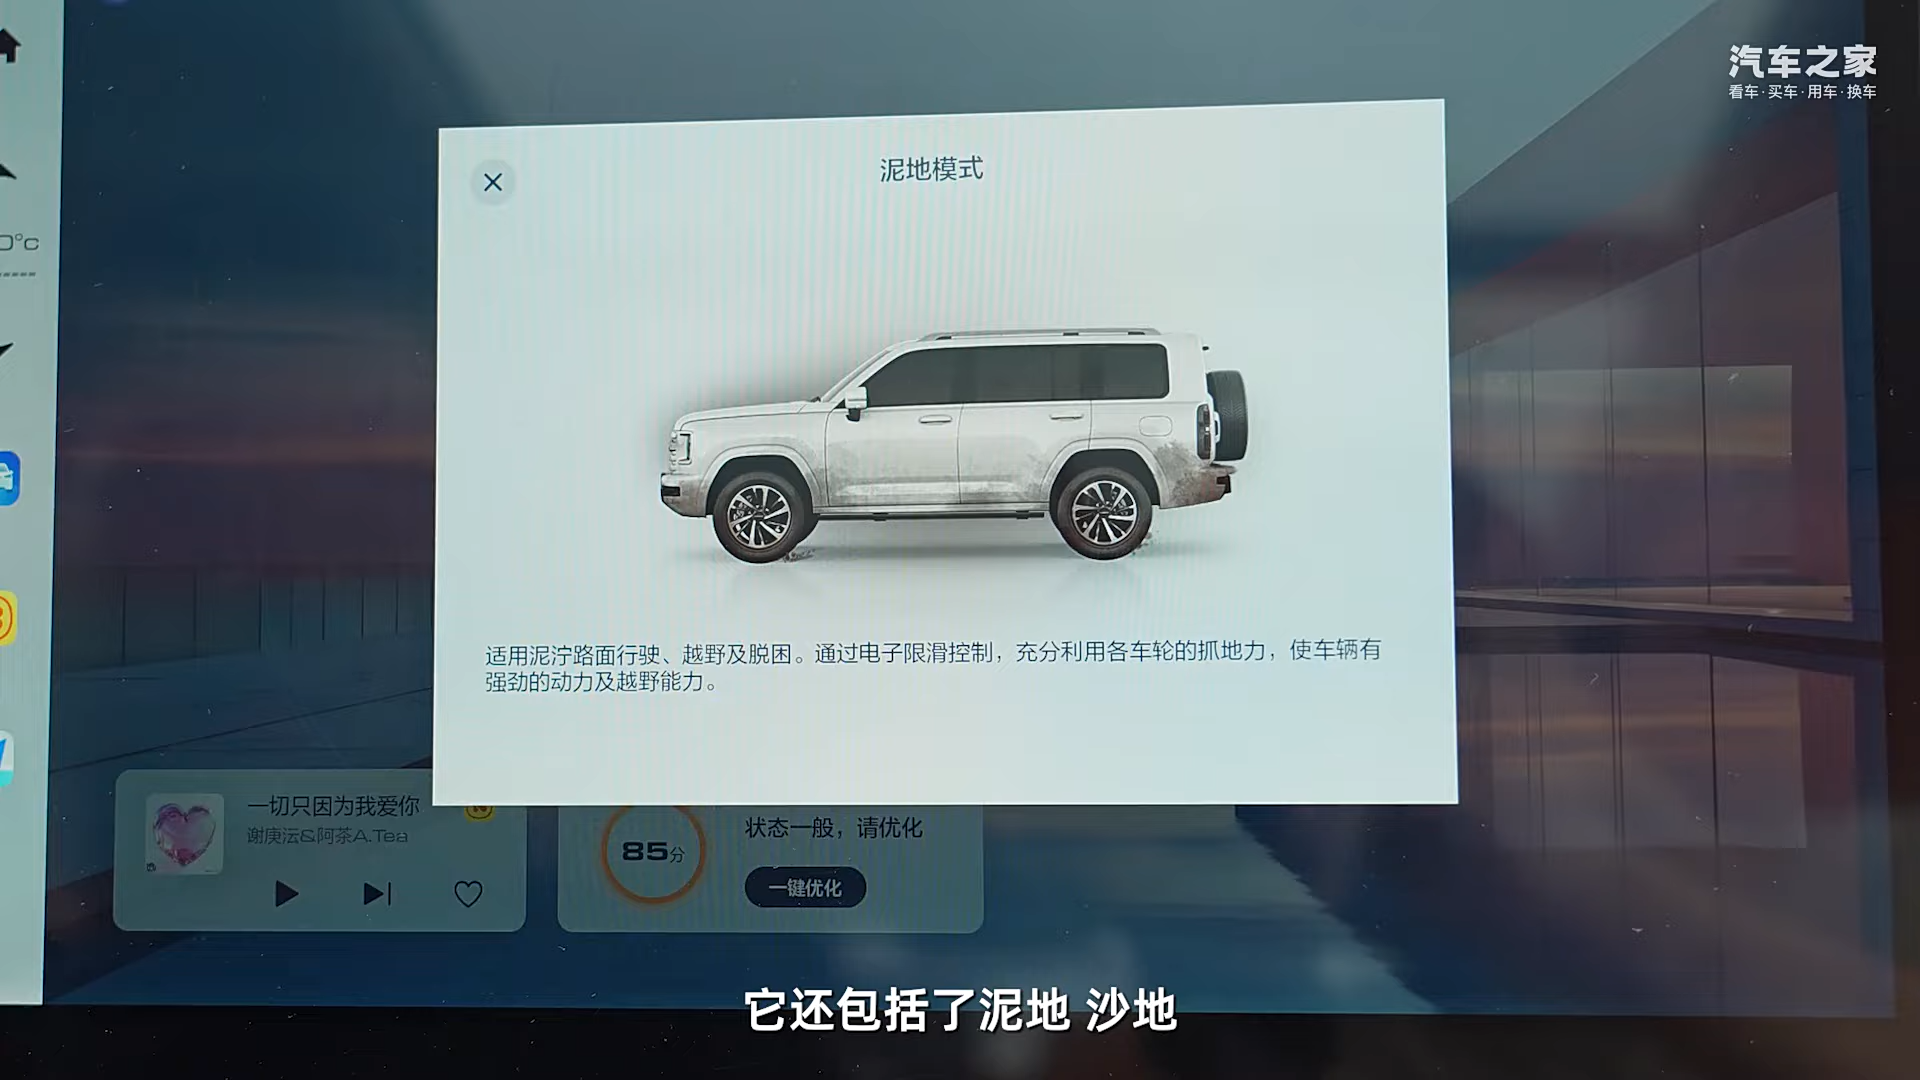 汽车之家
看车·买车·用车·换车
泥地模式
0°c
适用泥泞路面行驶、越野及脱困。通过电子限滑控制，充分利用各车轮的抓地力，使车辆有
强劲的动力及越野能力。
一切只因为我爱你
谢庚沄&阿茶A.Tea
85分
状态一般，请优化
一键优化
它还包括了泥地 沙地